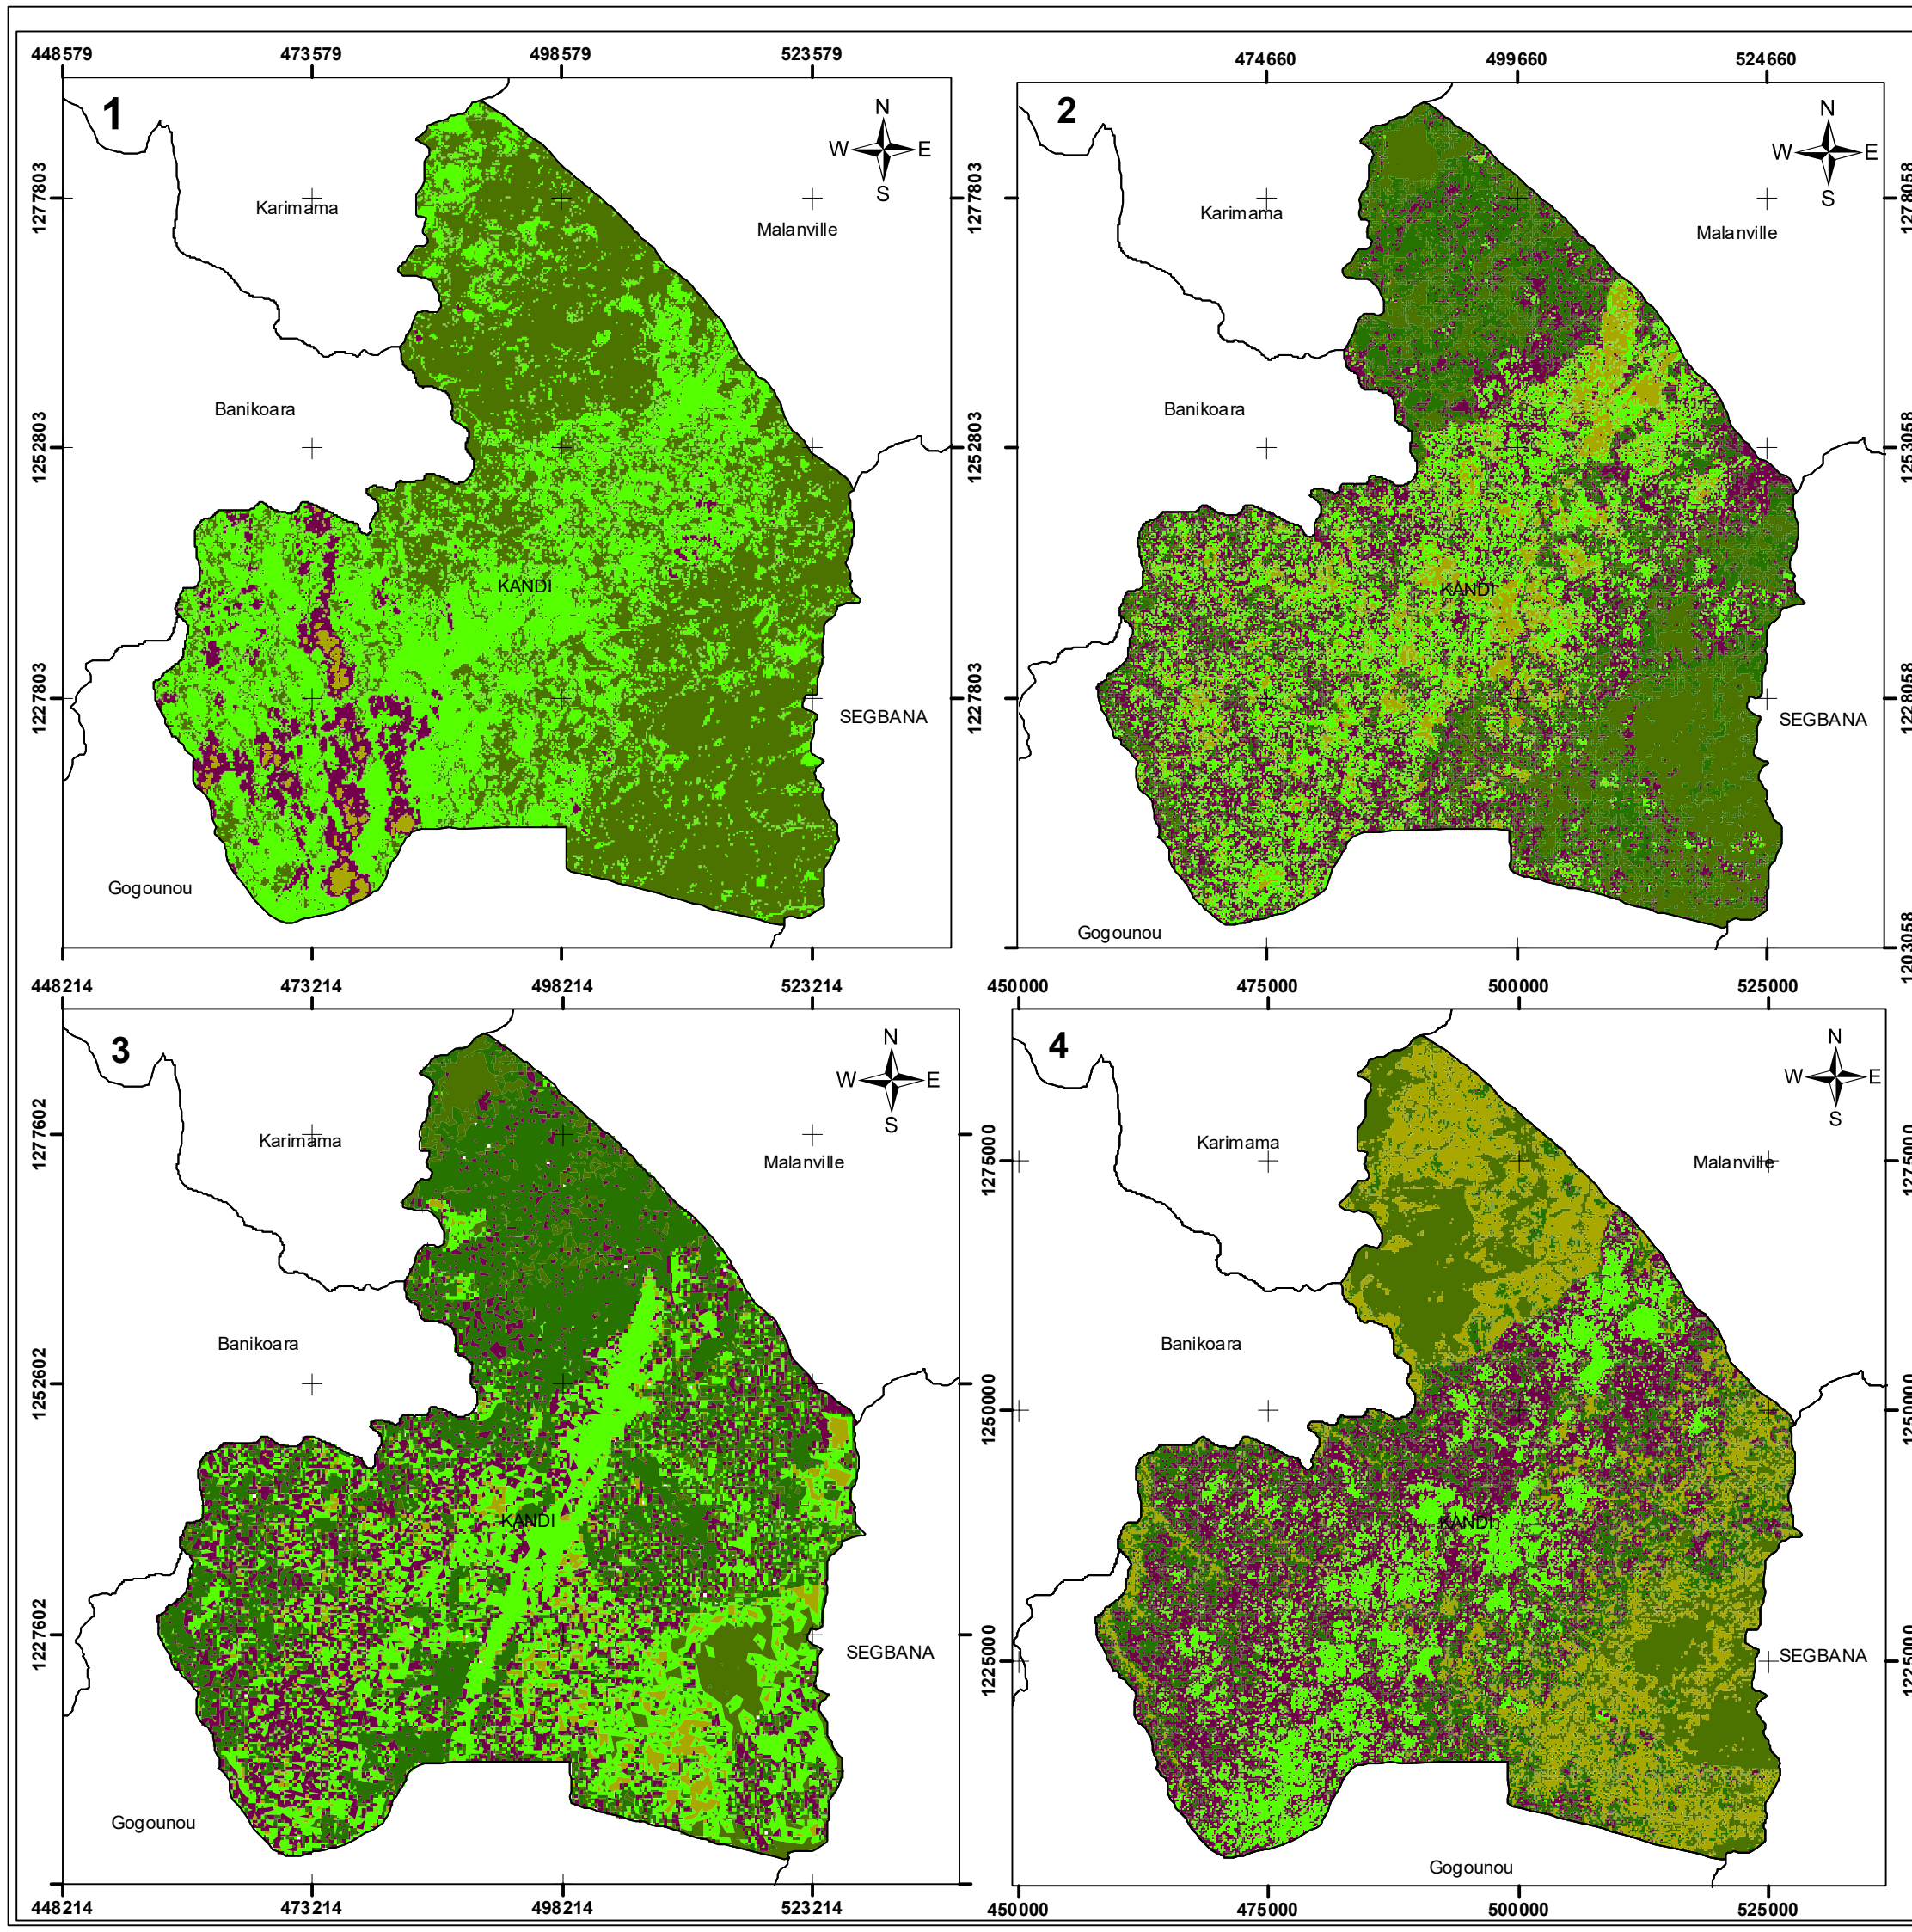 448579 473579 498579 523579
1
N
W E
S
1277803 1277803
Karimama
Malanville
Banikoara
1252803 1252803
KANDI
1227803 1227803
SEGBANA
Gogounou
474660 499660 524660
2
N
W E
S
1278058
Karimama
Malanville
Banikoara
1253058
KANDI
1228058
SEGBANA
Gogounou
1203058
448214 473214 498214 523214
3
N
W E
S
1277602
Karimama
Malanville
Banikoara
1252602
KANDI
1227602
SEGBANA
Gogounou
448214 473214 498214 523214
450000 475000 500000 525000
4
N
W E
S
1275000 1275000
Karimama
Malanville
Banikoara
1250000 1250000
KANDI
1225000 1225000
SEGBANA
Gogounou
450000 475000 500000 525000